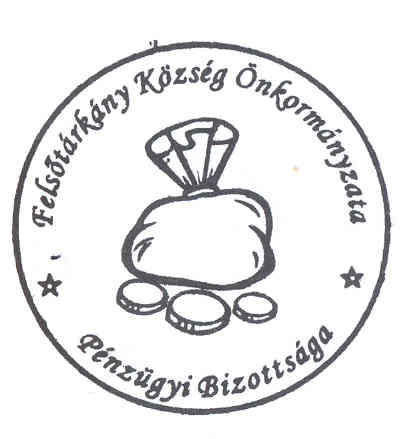 Felsőtárkány Község Önkormányzata
Pénzügyi Bizottsága